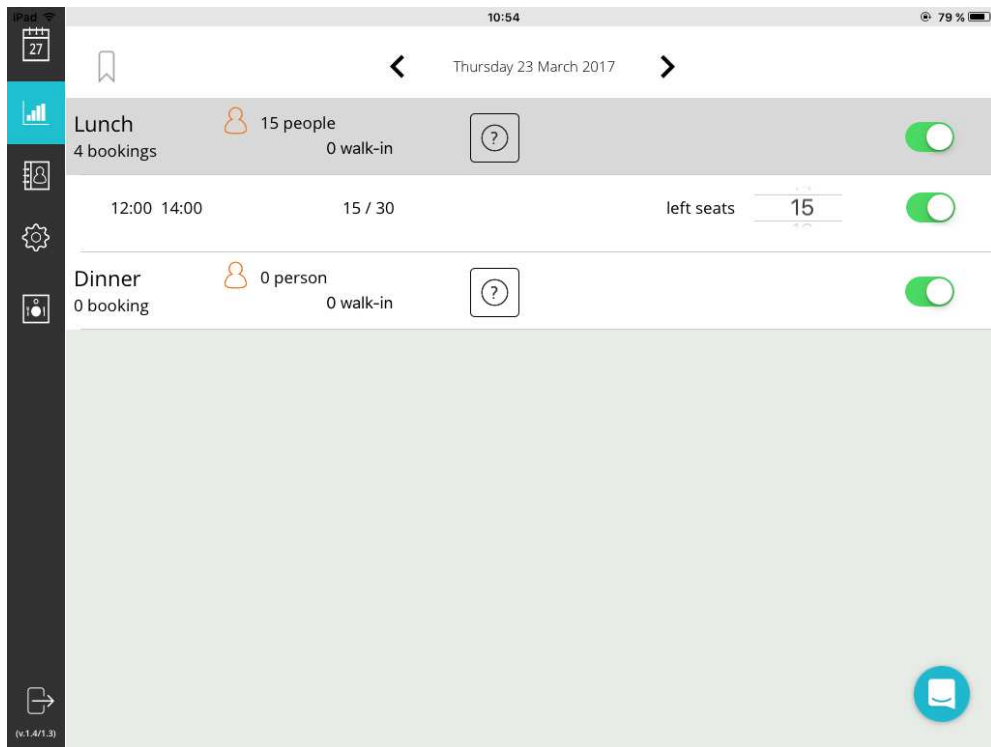 iPad 10:54 79 %
27
Thursday 23 March 2017
Lunch 15 people
4 bookings 0 walk-in ?
12:00 14:00 15 / 30 left seats 15
Dinner 0 person
0 booking 0 walk-in ?
(v.1.4/1.3)